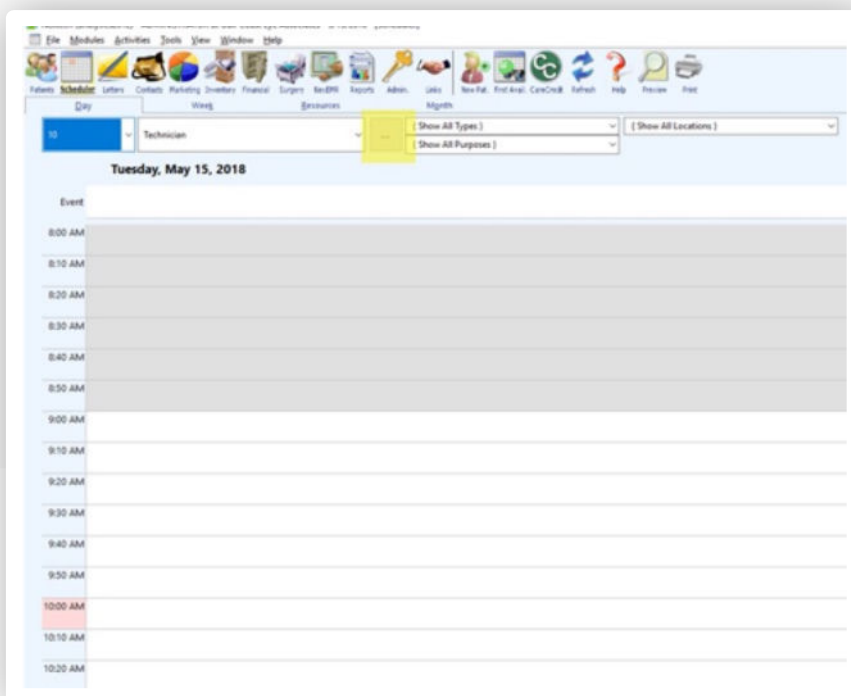 File Modules Activities Tools View Window Help
Patients Scheduler Letters Contacts Marketing Inventory Financial Surgery NexEMR Reports Admin. Links New Pat. First Avail. CareCredit Refresh Help Preview Print
Day Week Resources Month
10 Technician ... { Show All Types } { Show All Locations }
{ Show All Purposes }
Tuesday, May 15, 2018
Event
8:00 AM
8:10 AM
8:20 AM
8:30 AM
8:40 AM
8:50 AM
9:00 AM
9:10 AM
9:20 AM
9:30 AM
9:40 AM
9:50 AM
10:00 AM
10:10 AM
10:20 AM